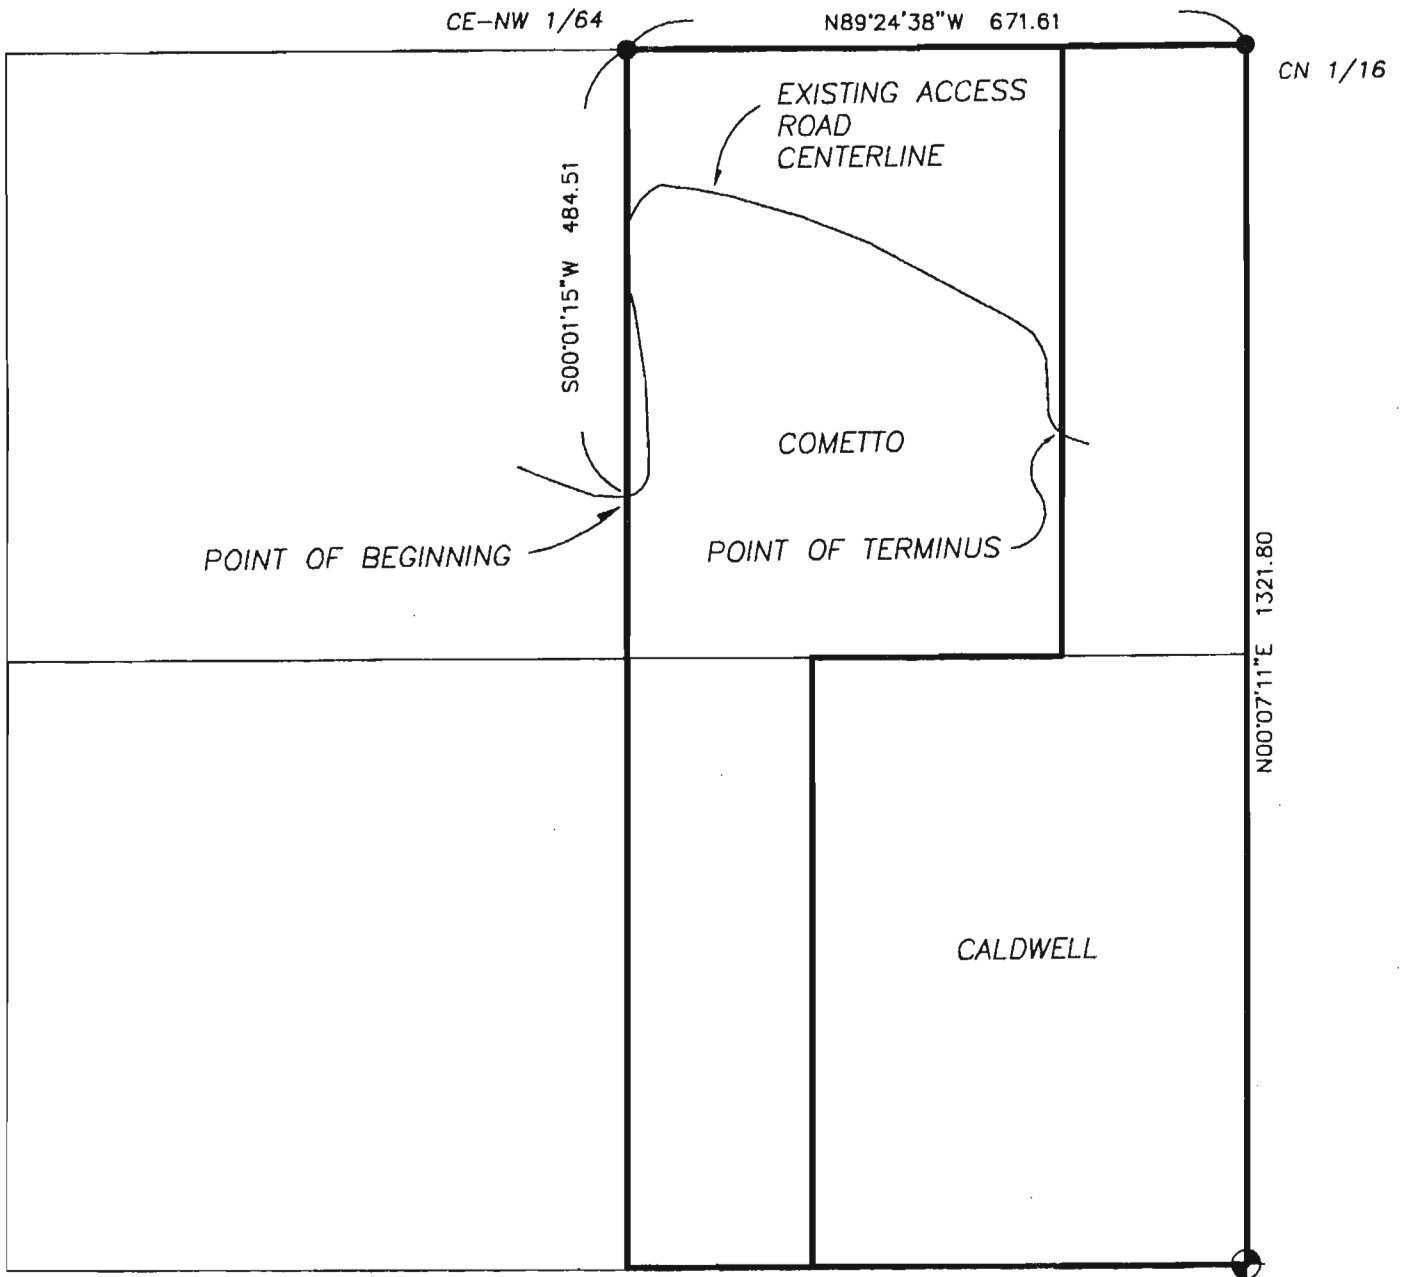 CE-NW 1/64
N89°24'38"W 671.61
CN 1/16
EXISTING ACCESS
ROAD
CENTERLINE
S00°01'15"W 484.51
COMETTO
POINT OF BEGINNING
POINT OF TERMINUS
N00°07'11"E 1321.80
CALDWELL